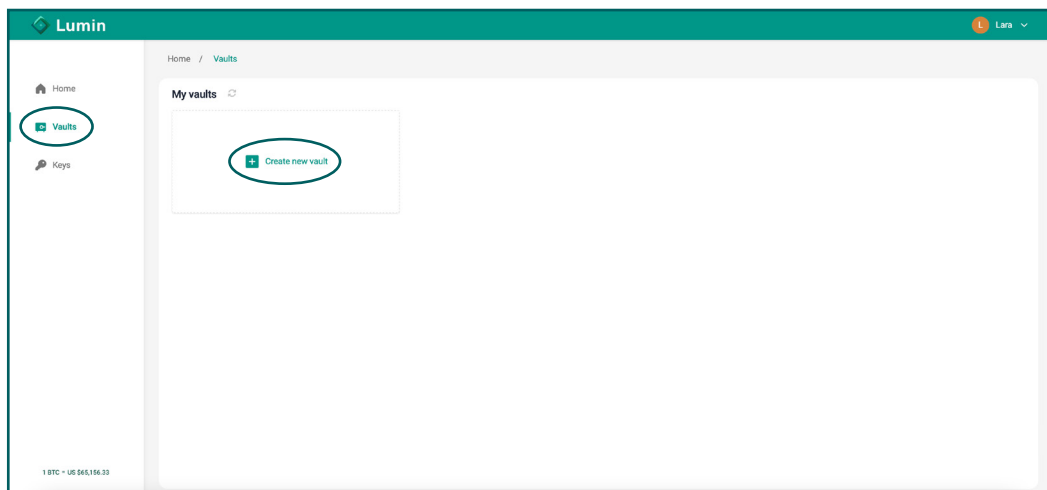 Lumin
L Lara
Home / Vaults
Home
My vaults
Vaults
Create new vault
Keys
1 BTC = US $65,156.33